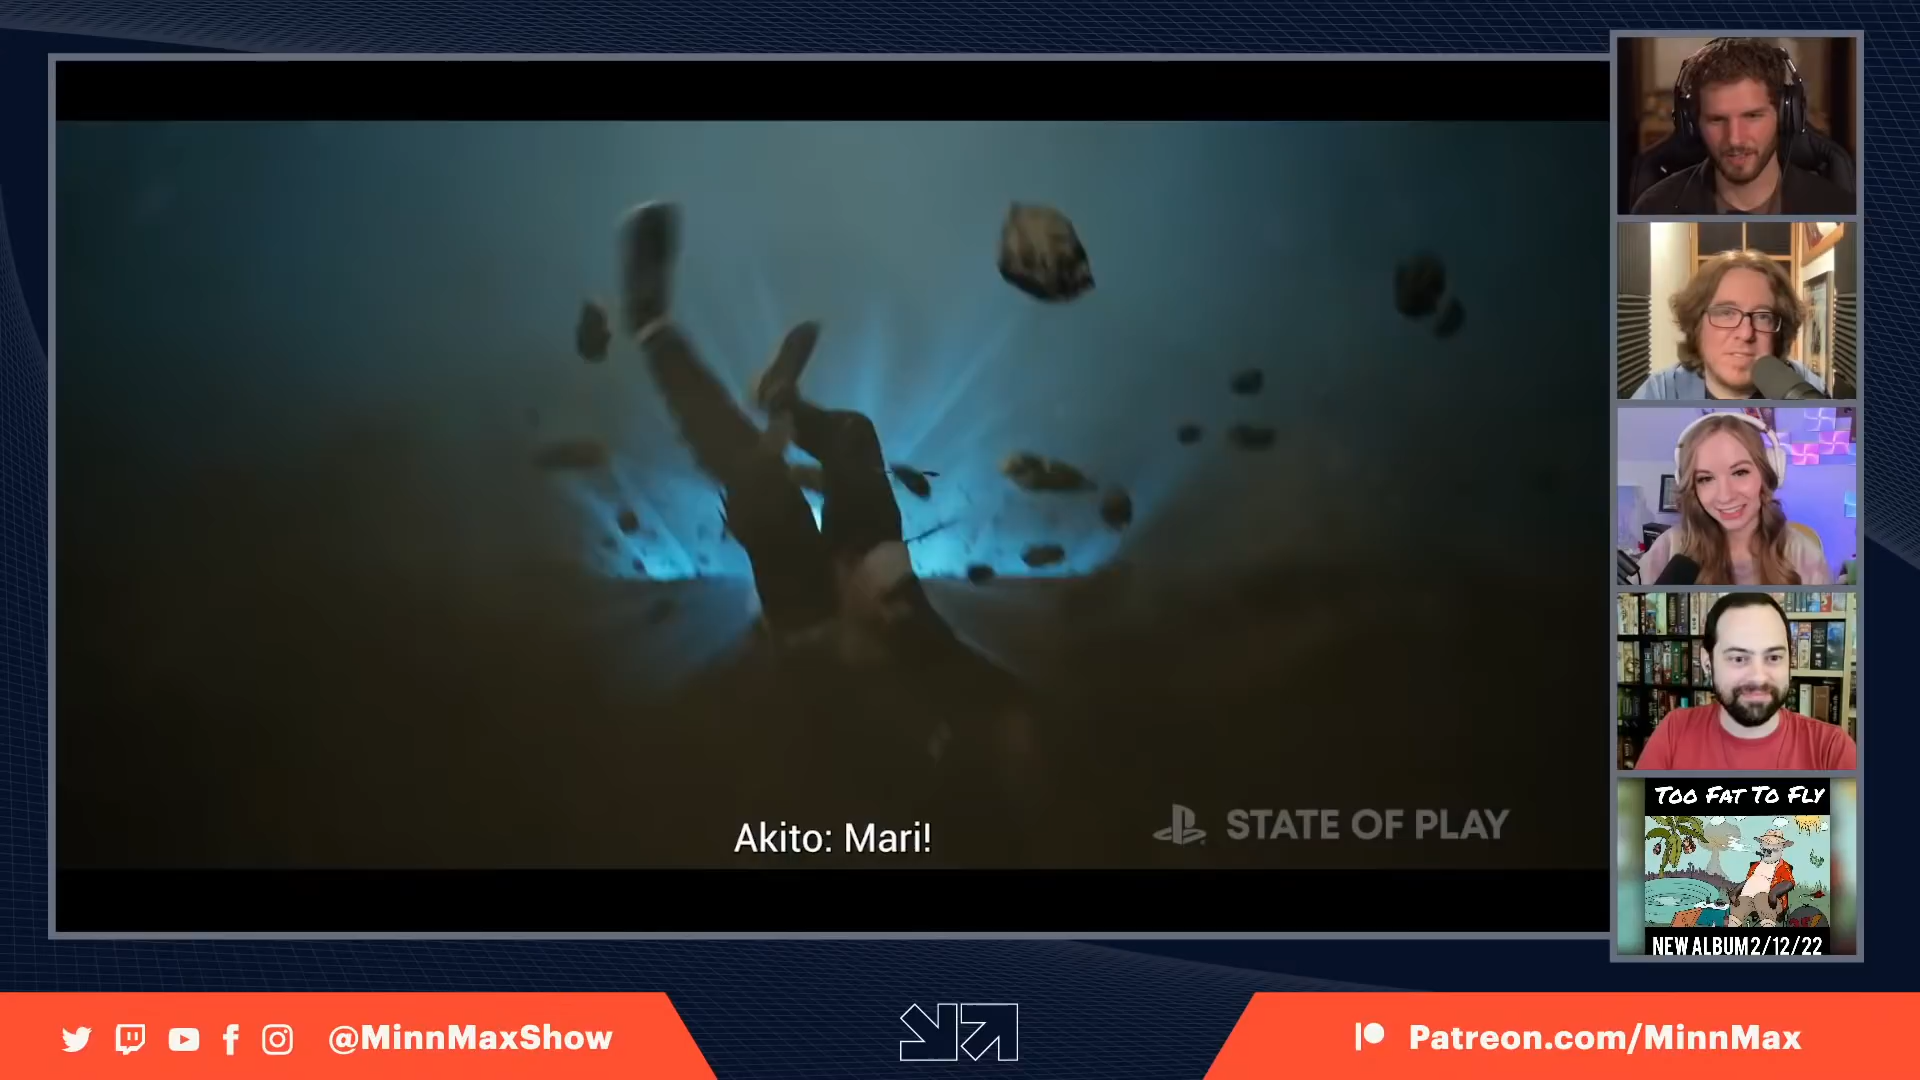 Akito: Mari!
STATE OF PLAY
TOO FAT TO FLY
NEW ALBUM 2/12/22
@MinnMaxShow
Patreon.com/MinnMax